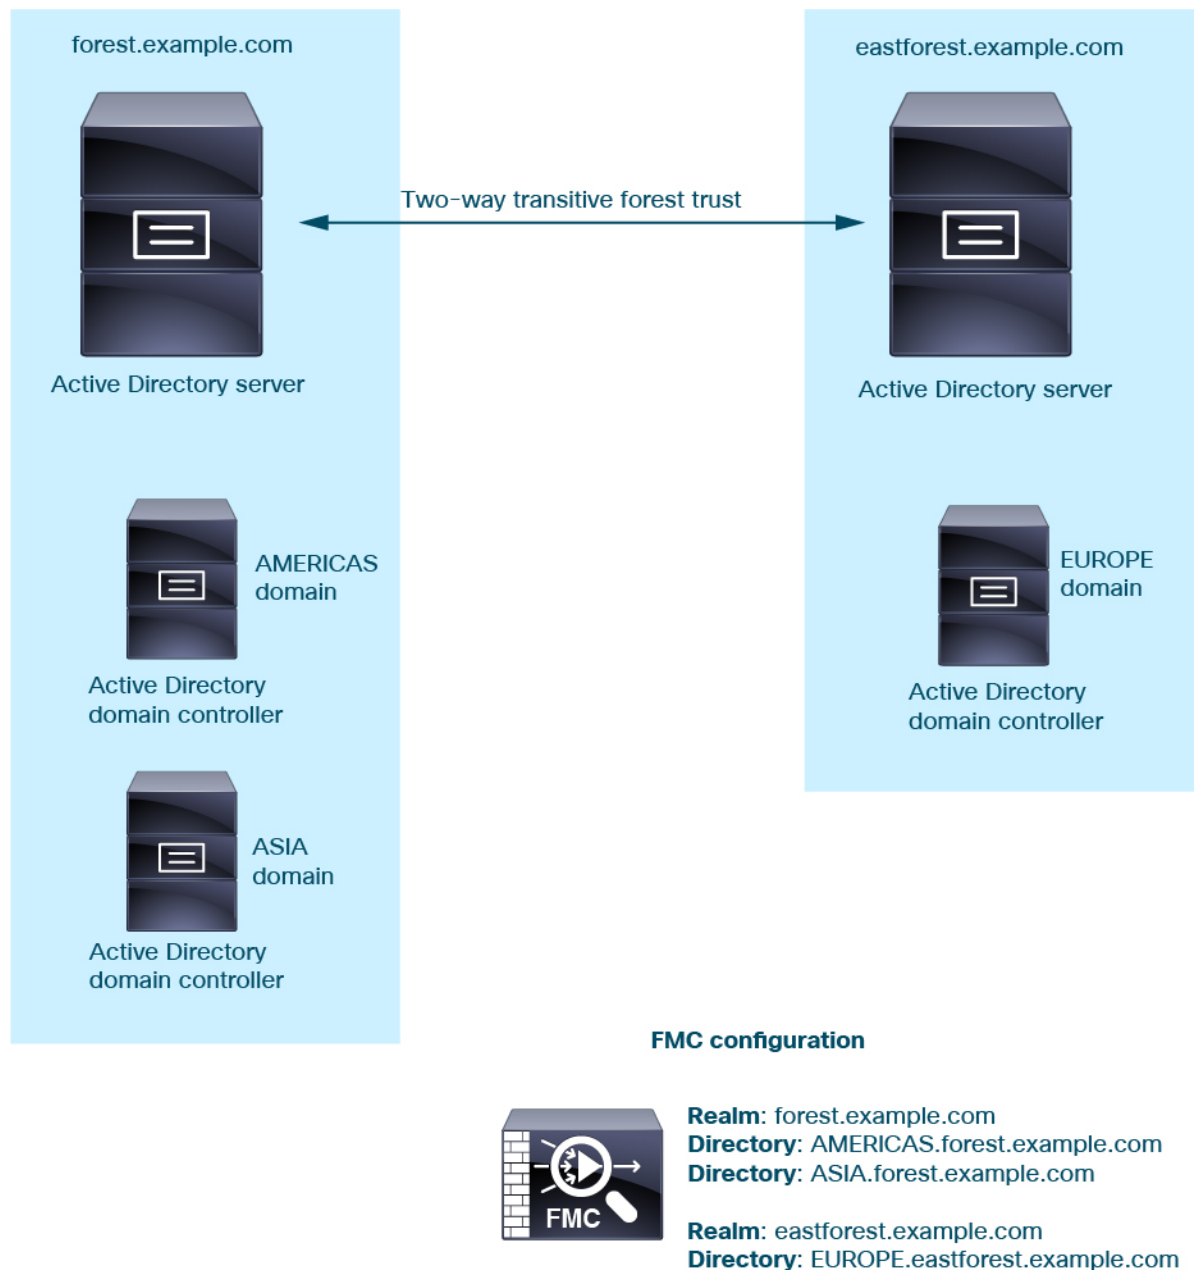 forest.example.com
eastforest.example.com
Two-way transitive forest trust
Active Directory server
Active Directory server
AMERICAS
domain
EUROPE
domain
Active Directory
domain controller
Active Directory
domain controller
ASIA
domain
Active Directory
domain controller
FMC configuration
FMC
Realm: forest.example.com
Directory: AMERICAS.forest.example.com
Directory: ASIA.forest.example.com
Realm: eastforest.example.com
Directory: EUROPE.eastforest.example.com